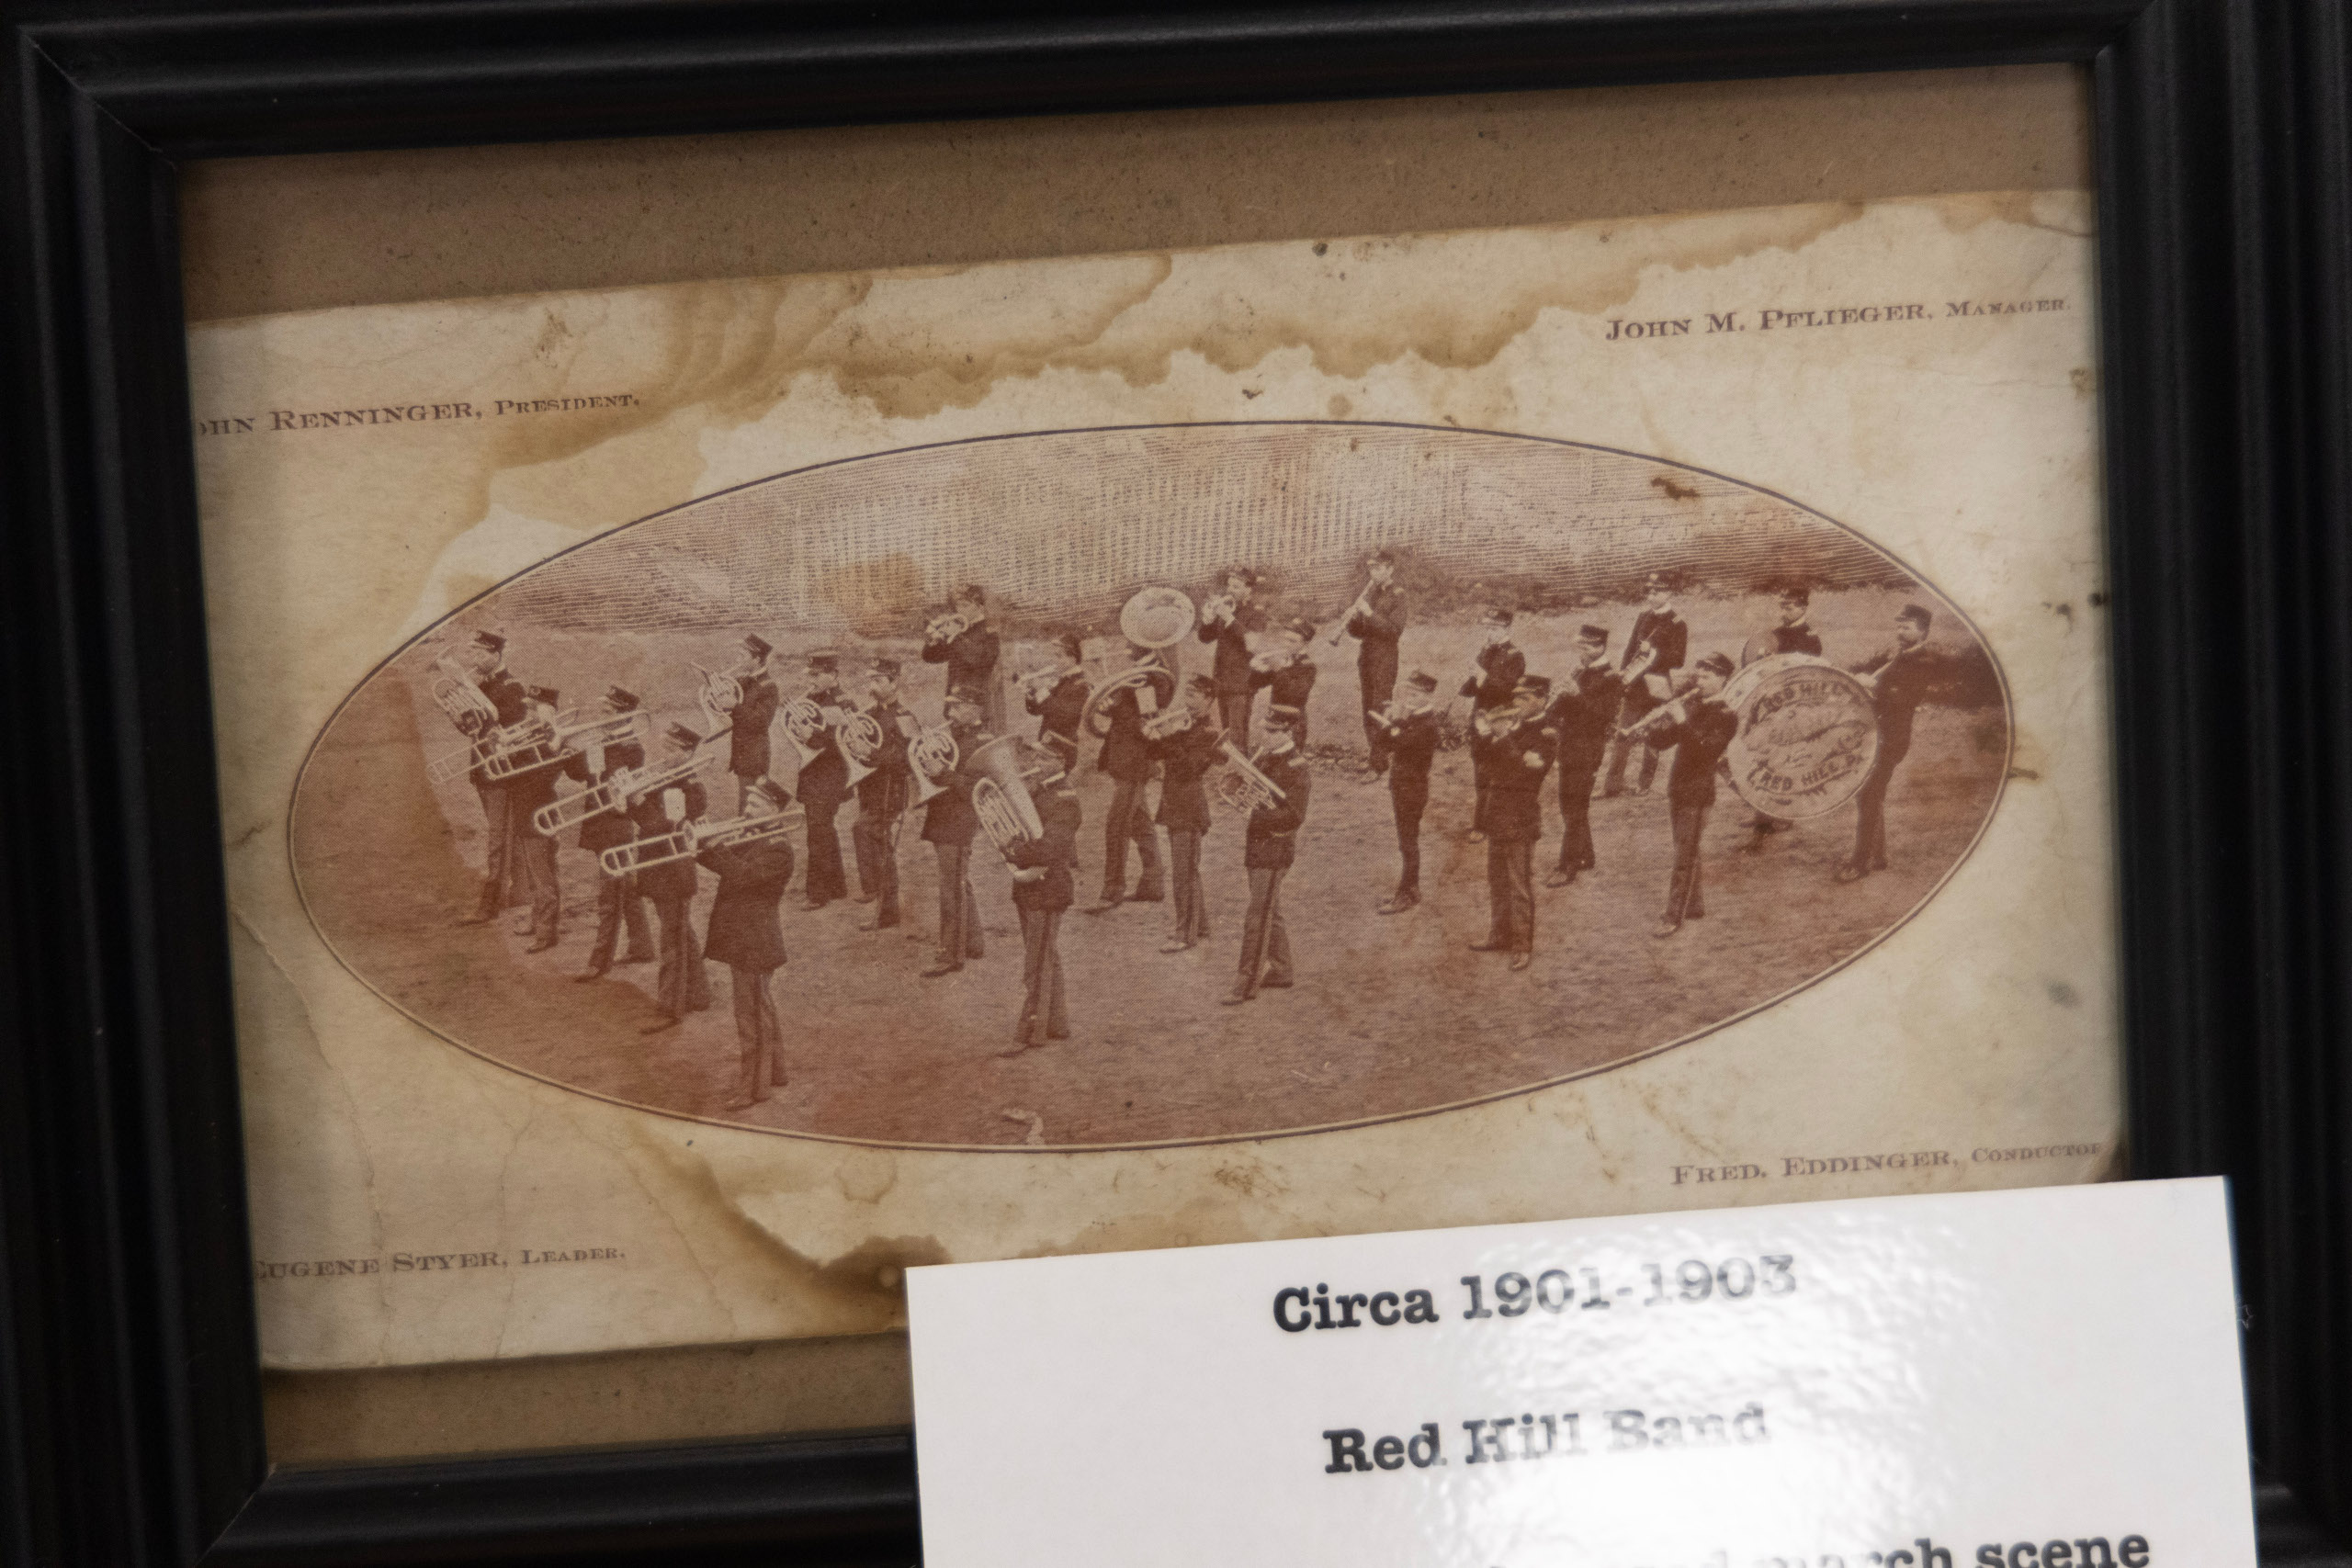 JOHN M. PFLIEGER, MANAGER.
OHN RENNINGER, PRESIDENT.
RED HILL
RED HILL, PA
FRED. EDDINGER, CONDUCTOR
EUGENE STYER, LEADER.
Circa 1901-1903
Red Hill Band
march scene